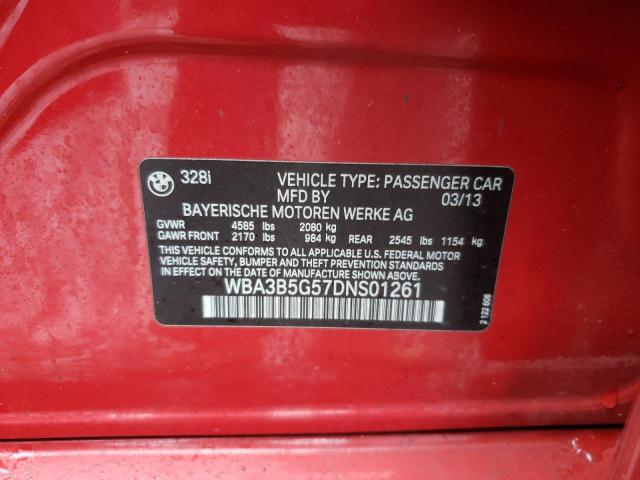 BMW
328i VEHICLE TYPE: PASSENGER CAR
MFD BY 03/13
BAYERISCHE MOTOREN WERKE AG
GVWR 4585 lbs 2080 kg
GAWR FRONT 2170 lbs 984 kg REAR 2545 lbs 1154 kg
THIS VEHICLE CONFORMS TO ALL APPLICABLE U.S. FEDERAL MOTOR
VEHICLE SAFETY, BUMPER AND THEFT PREVENTION STANDARDS
IN EFFECT ON THE DATE OF MANUFACTURE SHOWN ABOVE.
WBA3B5G57DNS01261
2 122 606